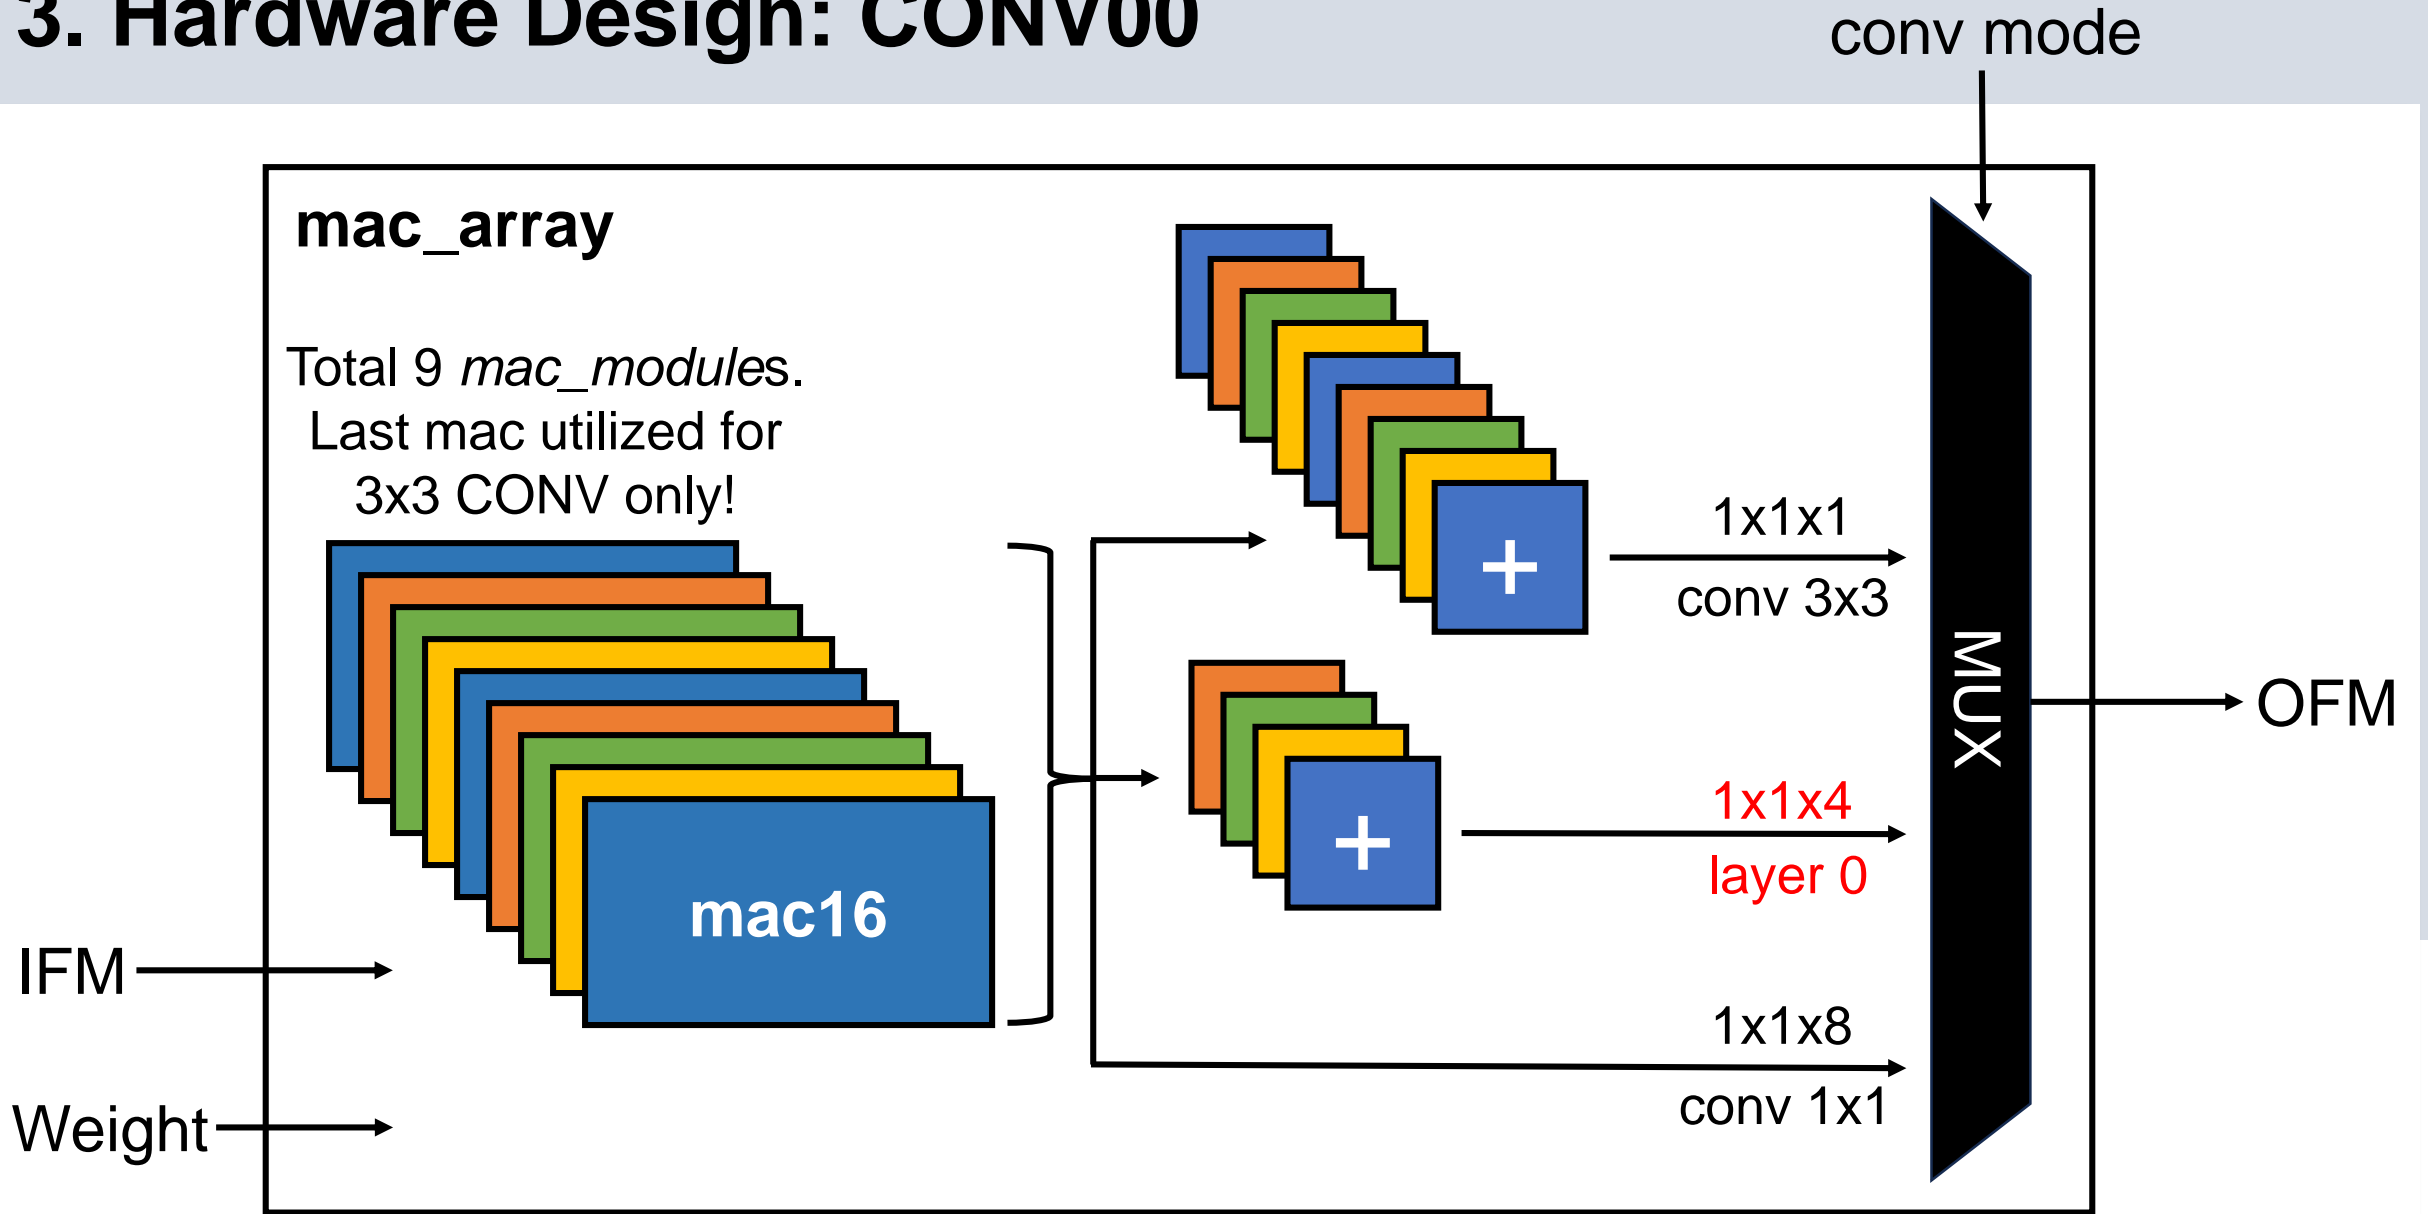 3. Hardware Design: CONV00
conv mode
mac_array
Total 9 mac_modules.
Last mac utilized for
3x3 CONV only!
mac16
IFM
Weight
+
1x1x1
conv 3x3
+
1x1x4
layer 0
1x1x8
conv 1x1
MUX
OFM